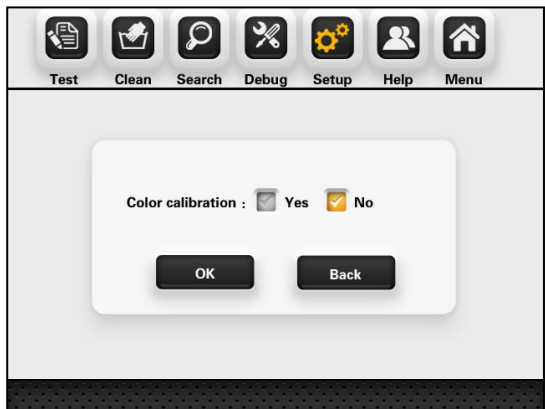 Test Clean Search Debug Setup Help Menu
Color calibration : Yes No
OK Back